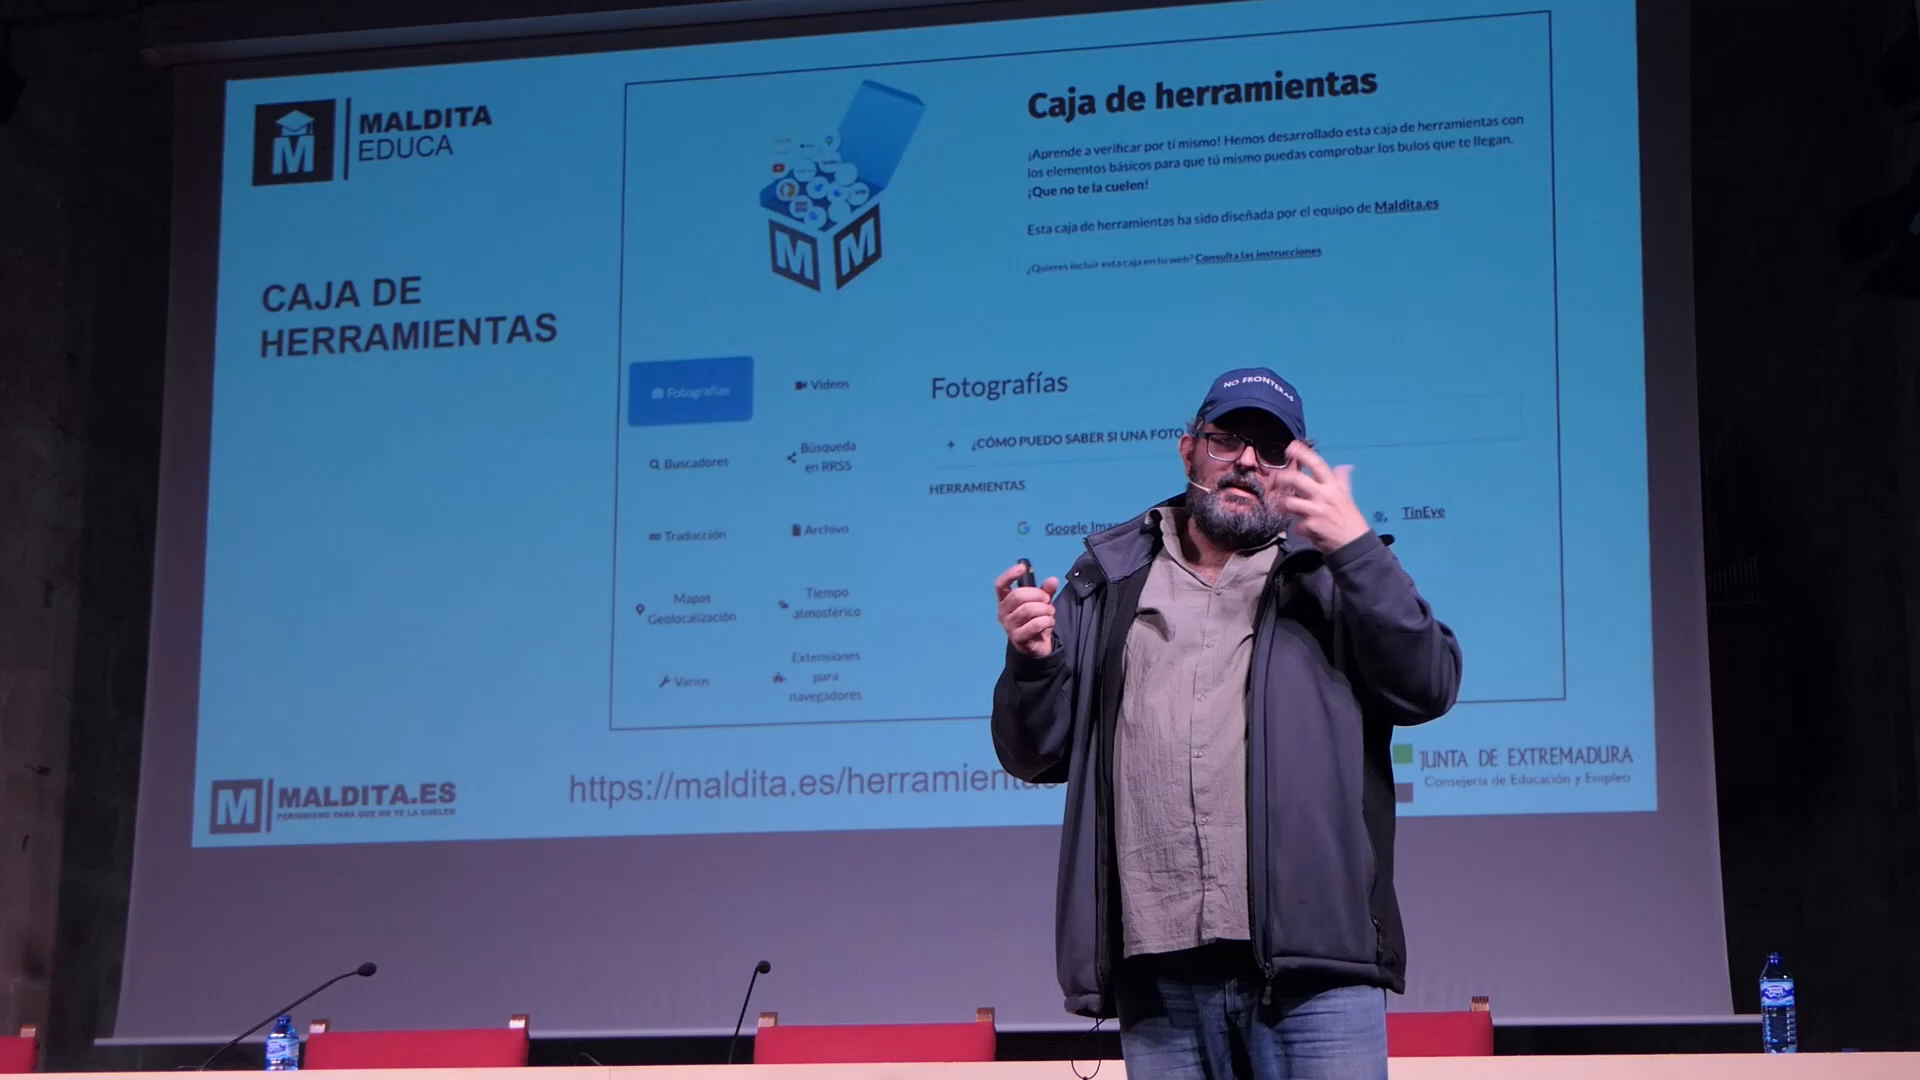 MALDITA
EDUCA
CAJA DE
HERRAMIENTAS
Caja de herramientas
¡Aprende a verificar por ti mismo! Hemos desarrollado esta caja de herramientas con
los elementos básicos para que tú mismo puedas comprobar los bulos que te llegan.
¡Que no te la cuelen!
Esta caja de herramientas ha sido diseñada por el equipo de Maldita.es
¿Quieres incluir esta caja en tu web? Consulta las instrucciones
Fotografías
Videos
Buscadores
Búsqueda
en RRSS
Traducción
Archivo
Mapas
Geolocalización
Tiempo
atmosférico
Varios
Extensiones
para
navegadores
Fotografías
+ ¿CÓMO PUEDO SABER SI UNA FOTO
HERRAMIENTAS
Google
TinEye
NO FRONTERAS
M MALDITA.ES
PERIODISMO PARA QUE NO TE LA CUELEN
https://maldita.es/herramientas
JUNTA DE EXTREMADURA
Consejería de Educación y Empleo